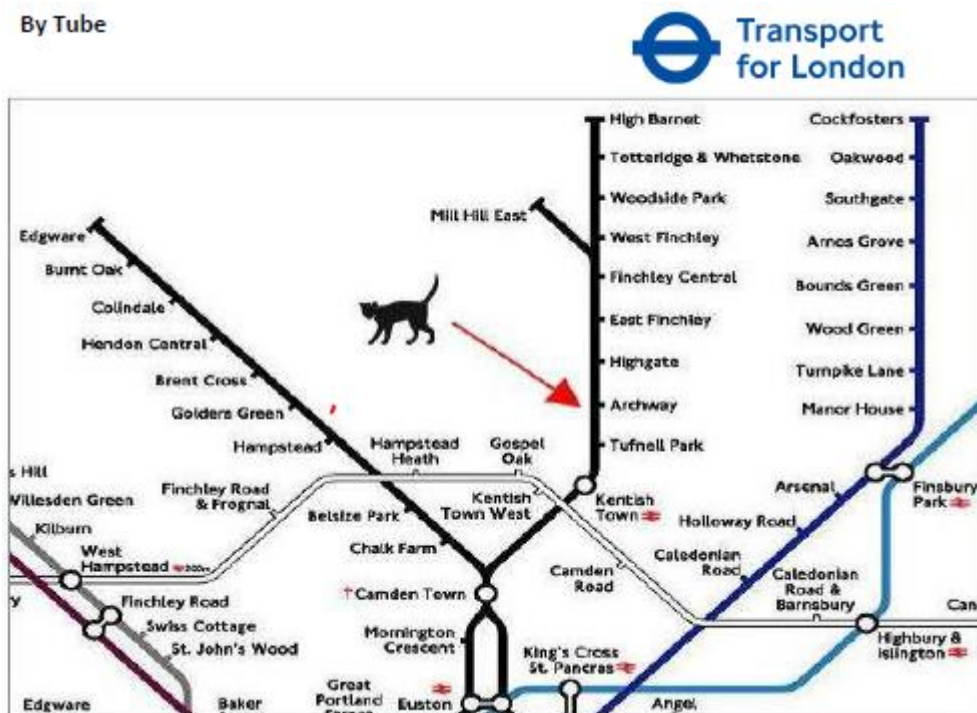 By Tube
Transport
for London
High Barnet
Cockfosters
Totteridge & Whetstone
Oakwood
Woodside Park
Southgate
Mill Hill East
Edgware
West Finchley
Arnos Grove
Burnt Oak
Finchley Central
Bounds Green
Colindale
East Finchley
Wood Green
Hendon Central
Highgate
Turnpike Lane
Brent Cross
Archway
Manor House
Golders Green
Tufnell Park
Hampstead
Hampstead
Heath
Gospel
Oak
s Hill
Willesden Green
Finchley Road
& Frognal
Kentish
Town West
Kentish
Town
Arsenal
Finsbury
Park
Kilburn
Belsize Park
Holloway Road
West
Hampstead
Chalk Farm
Camden
Road
Caledonian
Road
Caledonian
Road &
Barnsbury
Can
y
Finchley Road
†Camden Town
Swiss Cottage
St. John's Wood
Mornington
Crescent
King's Cross
St. Pancras
Highbury &
Islington
Edgware
Baker
Great
Portland
Euston
Angel